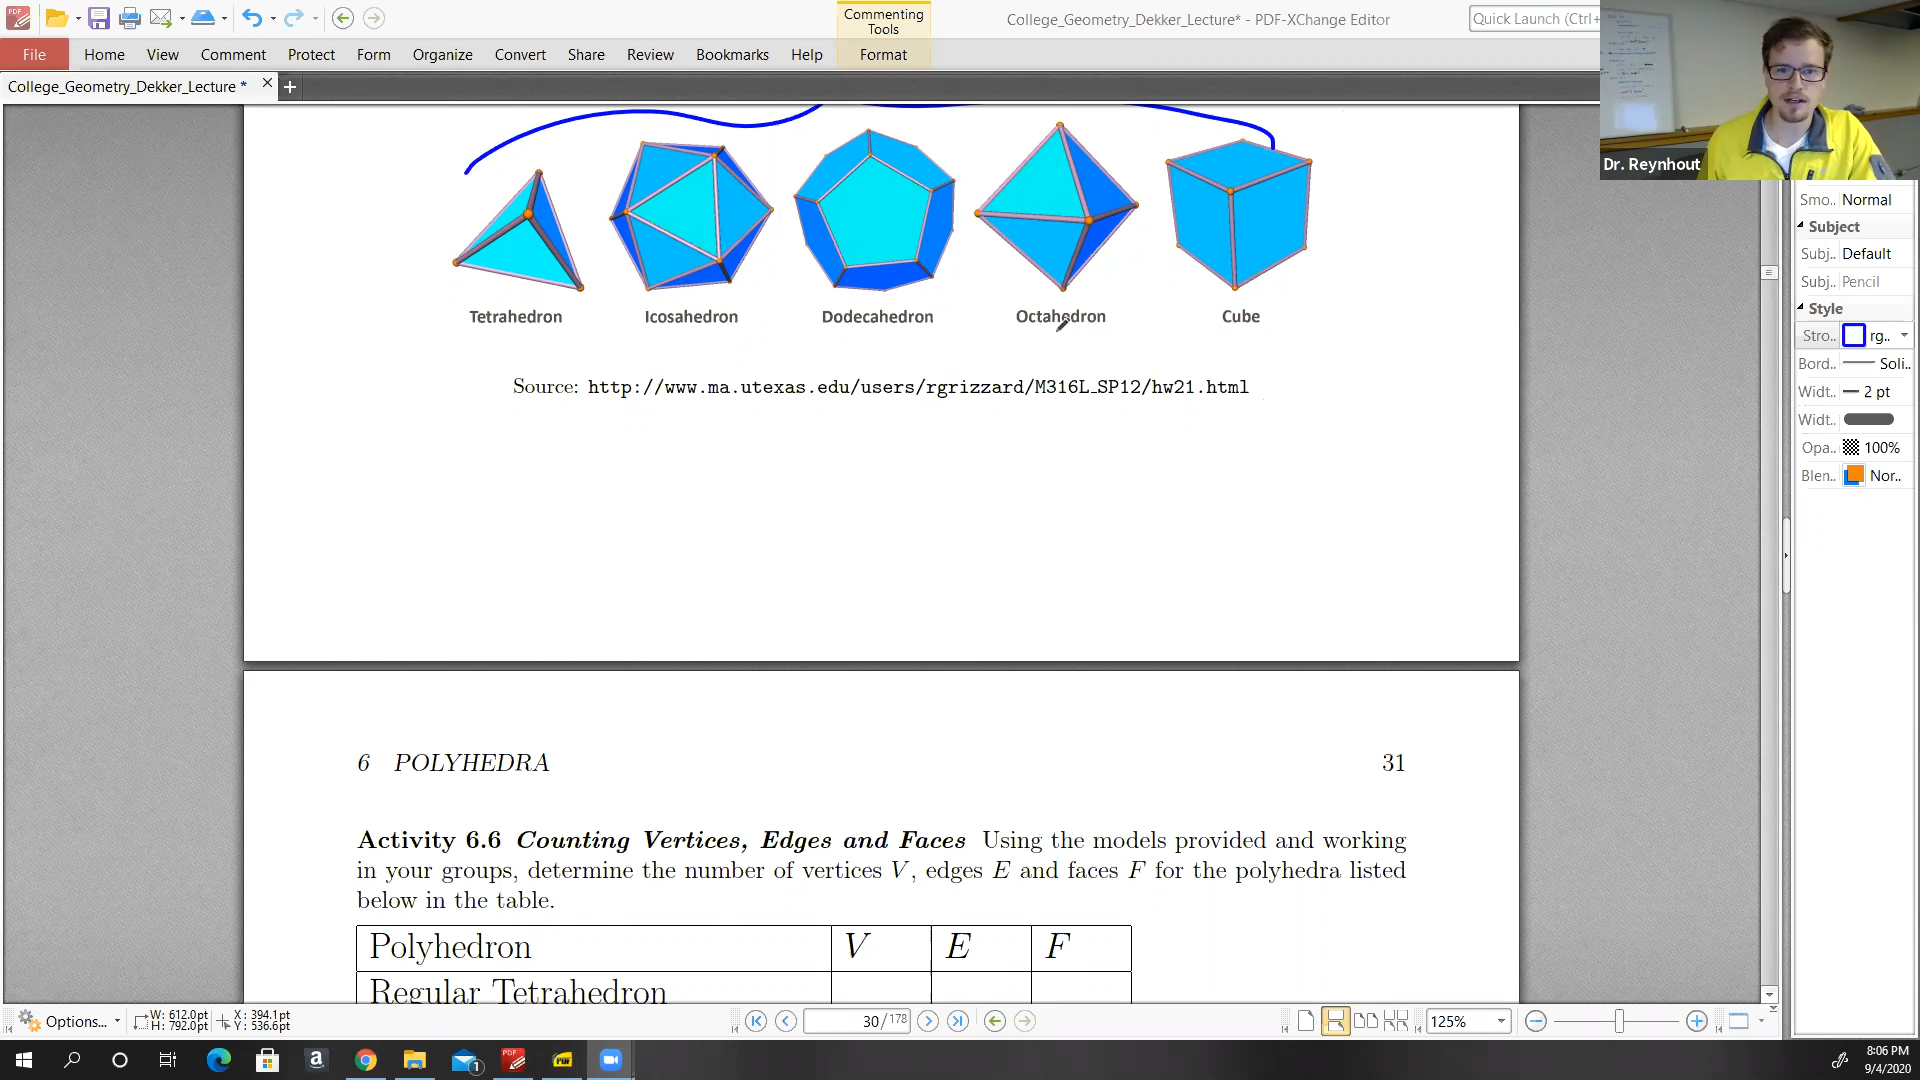 Commenting
Tools
College_Geometry_Dekker_Lecture* - PDF-XChange Editor
Quick Launch (Ctrl+
File Home View Comment Protect Form Organize Convert Share Review Bookmarks Help Format
College_Geometry_Dekker_Lecture *
Dr. Reynhout
Tetrahedron Icosahedron Dodecahedron Octahedron Cube
Source: http://www.ma.utexas.edu/users/rgrizzard/M316L_SP12/hw21.html
6 POLYHEDRA 31
Activity 6.6 Counting Vertices, Edges and Faces Using the models provided and working
in your groups, determine the number of vertices V, edges E and faces F for the polyhedra listed
below in the table.
Polyhedron V E F
Regular Tetrahedron
Smo.. Normal
Subject
Subj.. Default
Subj.. Pencil
Style
Stro.. rg..
Bord.. Soli..
Widt.. 2 pt
Widt..
Opa.. 100%
Blen.. Nor..
Options...
W: 612.0pt
H: 792.0pt
X: 394.1pt
Y: 536.6pt
30 / 178
125%
8:06 PM
9/4/2020